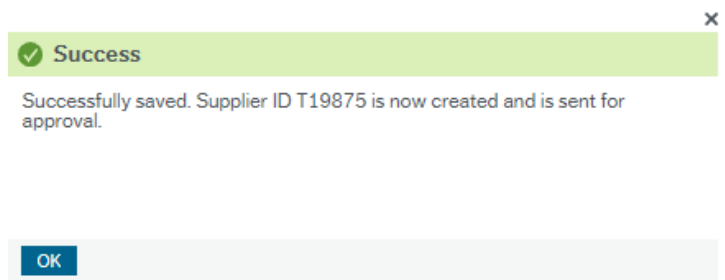 Success
Successfully saved. Supplier ID T19875 is now created and is sent for
approval.
OK